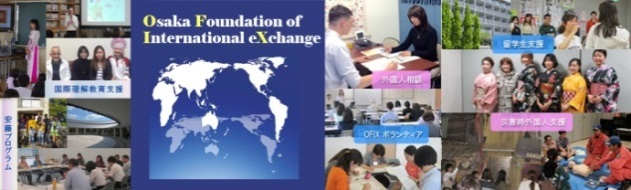 Osaka Foundation of
International eXchange
国際理解教育支援
安藤プログラム
外国人相談
OFIX ボランティア
留学生支援
災害時外国人支援